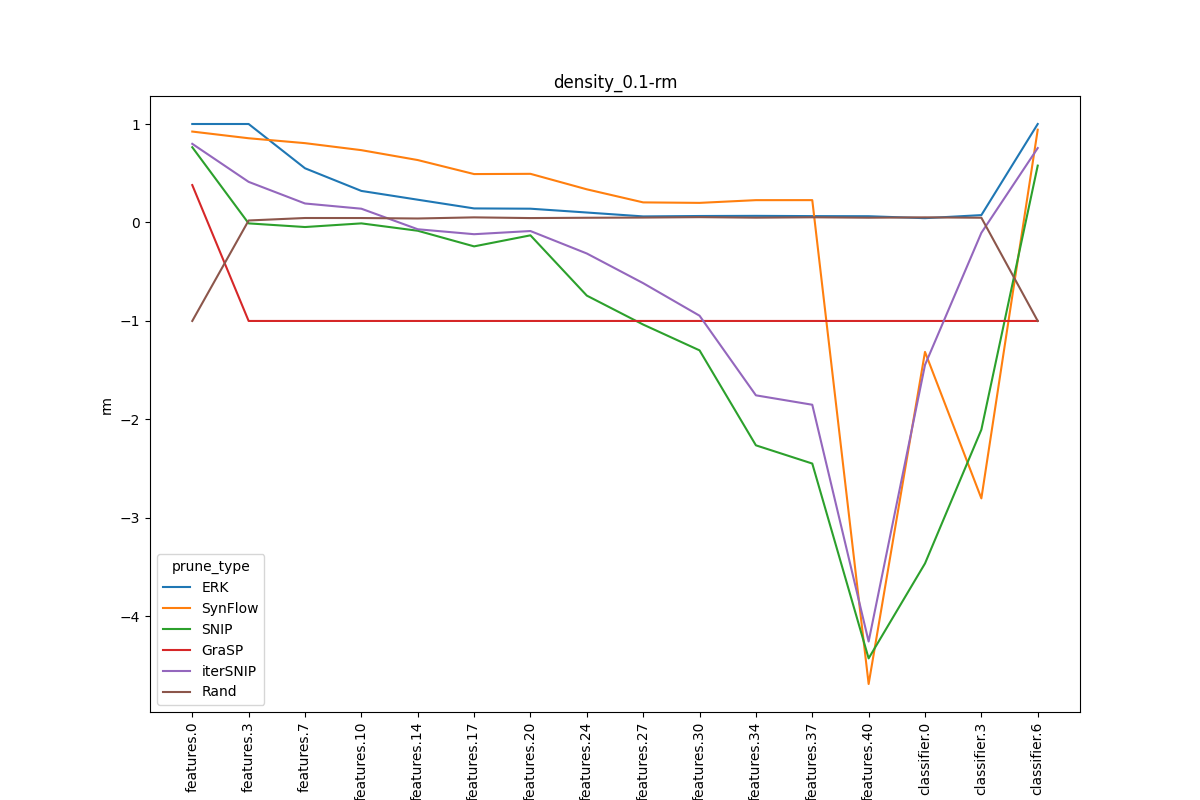 density_0.1-rm
1
0
−1
−2
−3
−4
rm
prune_type
ERK
SynFlow
SNIP
GraSP
iterSNIP
Rand
features.0
features.3
features.7
features.10
features.14
features.17
features.20
features.24
features.27
features.30
features.34
features.37
features.40
classifier.0
classifier.3
classifier.6